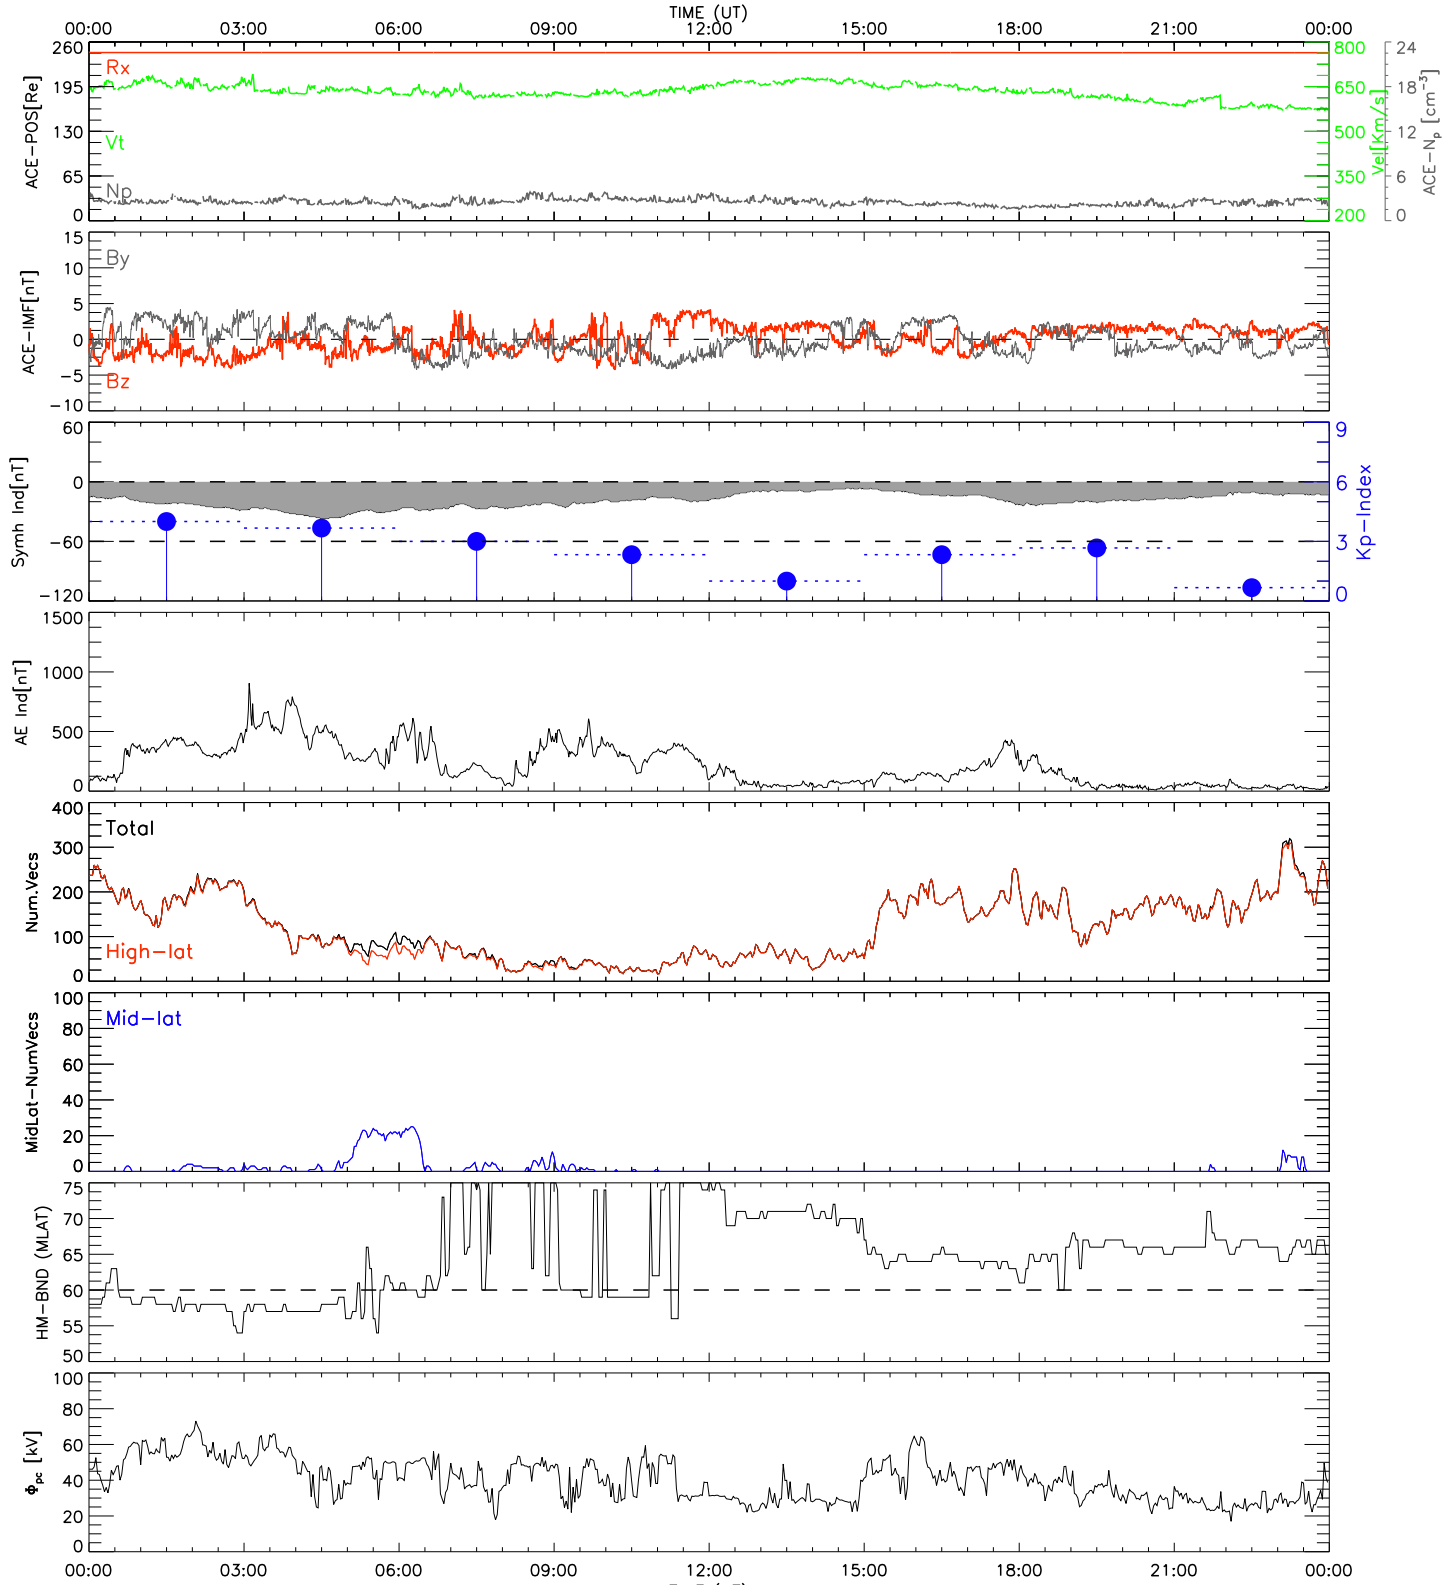 TIME (UT)
00:00 03:00 06:00 09:00 12:00 15:00 18:00 21:00 00:00
ACE-POS[Re]
260
195
130
65
0
Rx
Vt
Np
800
650
500
350
200
Vel[Km/s]
24
18
12
6
0
ACE-Np [cm-3]
ACE-IMF[nT]
15
10
5
0
-5
-10
By
Bz
Symh Ind[nT]
60
0
-60
-120
9
6
3
0
Kp-Index
AE Ind[nT]
1500
1000
500
0
Num.Vecs
400
300
200
100
0
Total
High-lat
MidLat-NumVecs
100
80
60
40
20
0
Mid-lat
HM-BND (MLAT)
75
70
65
60
55
50
Φpc [kV]
100
80
60
40
20
0
00:00 03:00 06:00 09:00 12:00 15:00 18:00 21:00 00:00